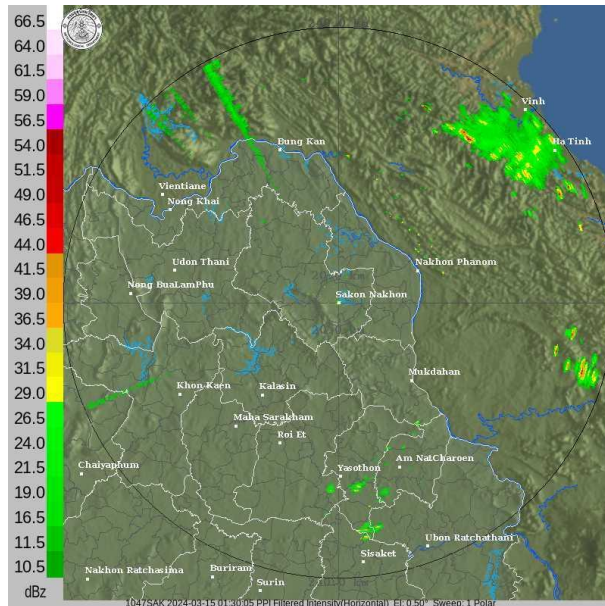 66.5
64.0
61.5
59.0
56.5
54.0
51.5
49.0
46.5
44.0
41.5
39.0
36.5
34.0
31.5
29.0
26.5
24.0
21.5
19.0
16.5
11.5
10.5
dBz
Vinh
Ha Tinh
Bung Kan
Vientiane
Nong Khai
Udon Thani
Nakhon Phanom
Nong BuaLamPhu
Sakon Nakhon
Mukdahan
Khon Kaen
Kalasin
Maha Sarakham
Roi Et
Am NatCharoen
Chaiyaphum
Yasothon
Ubon Ratchathani
Sisaket
Nakhon Ratchasima
Buriram
Surin
1047SAK 2024-03-15 01:30:05 PPI Filtered Intensity(Horizontal) El: 0.50° Sweep: 1 Polar